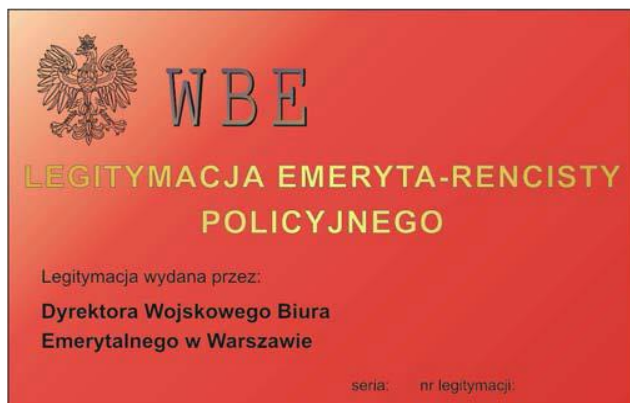 WBE
LEGITYMACJA EMERYTA-RENCISTY
POLICYJNEGO
Legitymacja wydana przez:
Dyrektora Wojskowego Biura
Emerytalnego w Warszawie
seria: nr legitymacji: